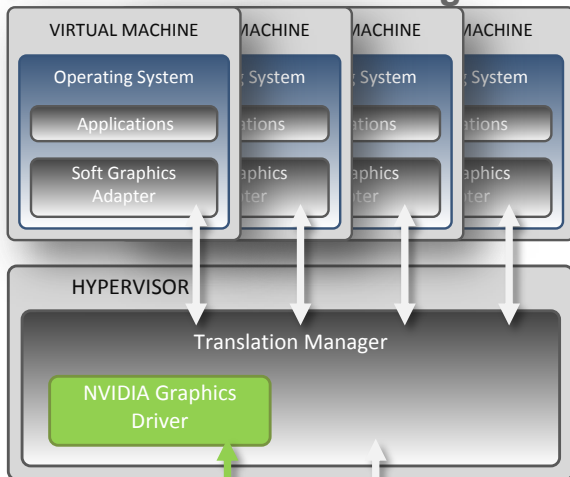 VIRTUAL MACHINE
MACHINE
MACHINE
MACHINE
Operating System
System
System
System
Applications
Soft Graphics
Adapter
HYPERVISOR
Translation Manager
NVIDIA Graphics
Driver